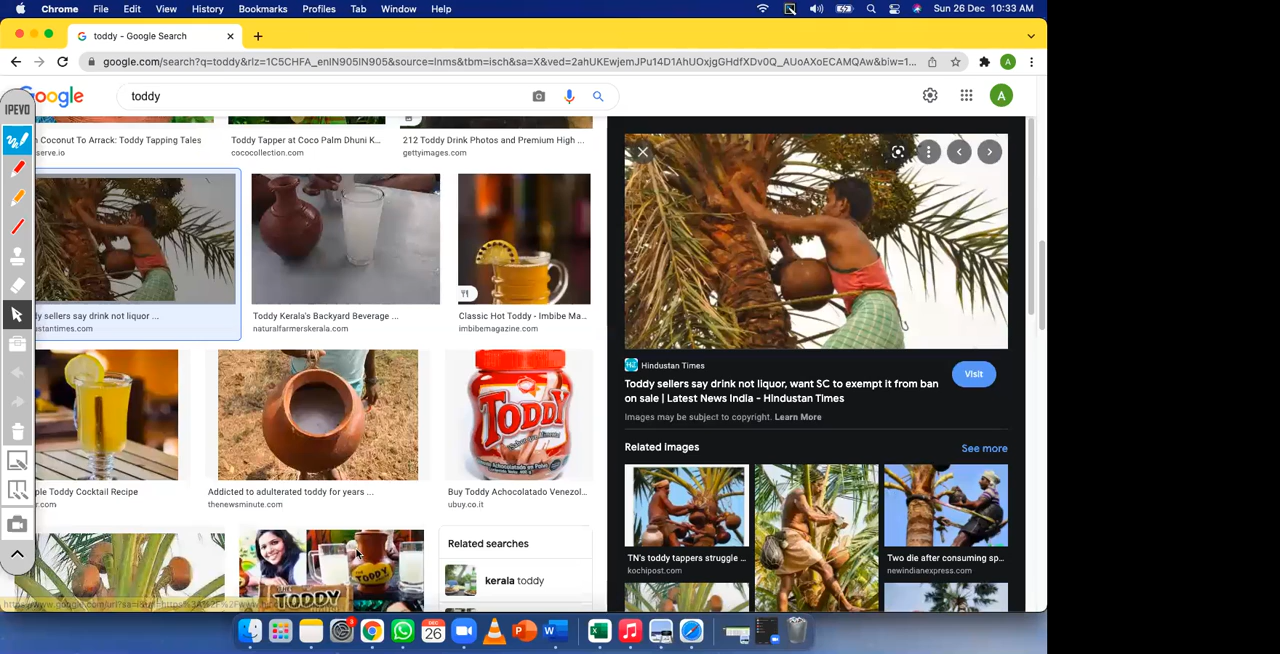 Chrome File Edit View History Bookmarks Profiles Tab Window Help
Sun 26 Dec 10:33 AM
toddy - Google Search
google.com/search?q=toddy&rlz=1C5CHFA_enIN905IN905&source=lnms&tbm=isch&sa=X&ved=2ahUKEwjemJPu14D1AhUOxjgGHdfXDv0Q_AUoAXoECAMQAw&biw=1...
A
IPEVO
oogle
toddy
A
n Coconut To Arrack: Toddy Tapping Tales
serve.io
Toddy Tapper at Coco Palm Dhuni K...
cococollection.com
212 Toddy Drink Photos and Premium High ...
gettyimages.com
dy sellers say drink not liquor ...
ustantimes.com
Toddy Kerala's Backyard Beverage ...
naturalfarmerskerala.com
Classic Hot Toddy - Imbibe Ma...
imbibemagazine.com
TODDY
ple Toddy Cocktail Recipe
r.com
Addicted to adulterated toddy for years ...
thenewsminute.com
Buy Toddy Achocolatado Venezol...
ubuy.co.it
TODDY
TODDY
Related searches
kerala toddy
Hindustan Times
Visit
Toddy sellers say drink not liquor, want SC to exempt it from ban
on sale | Latest News India - Hindustan Times
Images may be subject to copyright. Learn More
Related images
See more
TN's toddy tappers struggle ...
kochipost.com
Two die after consuming sp...
newindianexpress.com
DEC
26